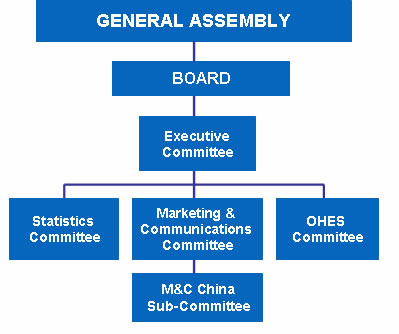 GENERAL ASSEMBLY
BOARD
Executive
Committee
Statistics
Committee
Marketing &
Communications
Committee
OHES
Committee
M&C China
Sub-Committee